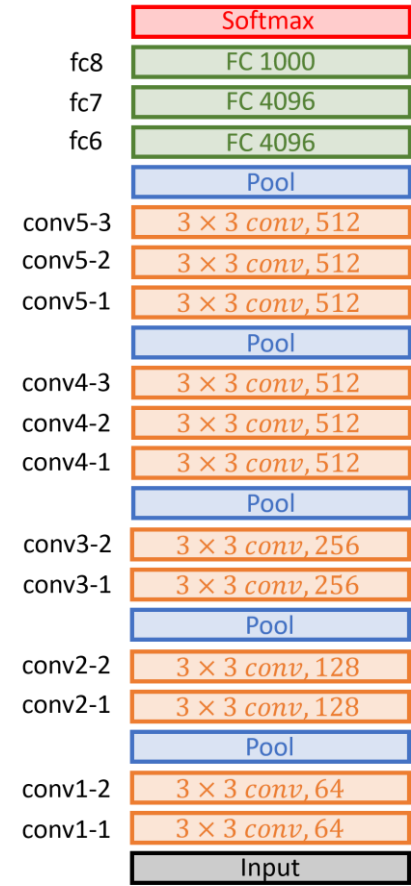 Softmax
fc8 FC 1000
fc7 FC 4096
fc6 FC 4096
Pool
conv5-3 3 × 3 conv, 512
conv5-2 3 × 3 conv, 512
conv5-1 3 × 3 conv, 512
Pool
conv4-3 3 × 3 conv, 512
conv4-2 3 × 3 conv, 512
conv4-1 3 × 3 conv, 512
Pool
conv3-2 3 × 3 conv, 256
conv3-1 3 × 3 conv, 256
Pool
conv2-2 3 × 3 conv, 128
conv2-1 3 × 3 conv, 128
Pool
conv1-2 3 × 3 conv, 64
conv1-1 3 × 3 conv, 64
Input